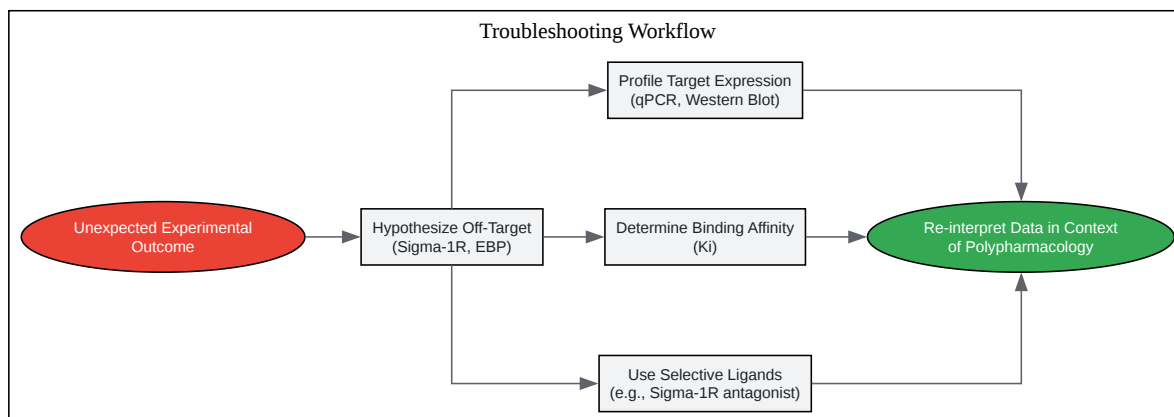 Troubleshooting Workflow
Profile Target Expression
(qPCR, Western Blot)
Unexpected Experimental
Outcome
Hypothesize Off-Target
(Sigma-1R, EBP)
Determine Binding Affinity
(Ki)
Re-interpret Data in Context
of Polypharmacology
Use Selective Ligands
(e.g., Sigma-1R antagonist)